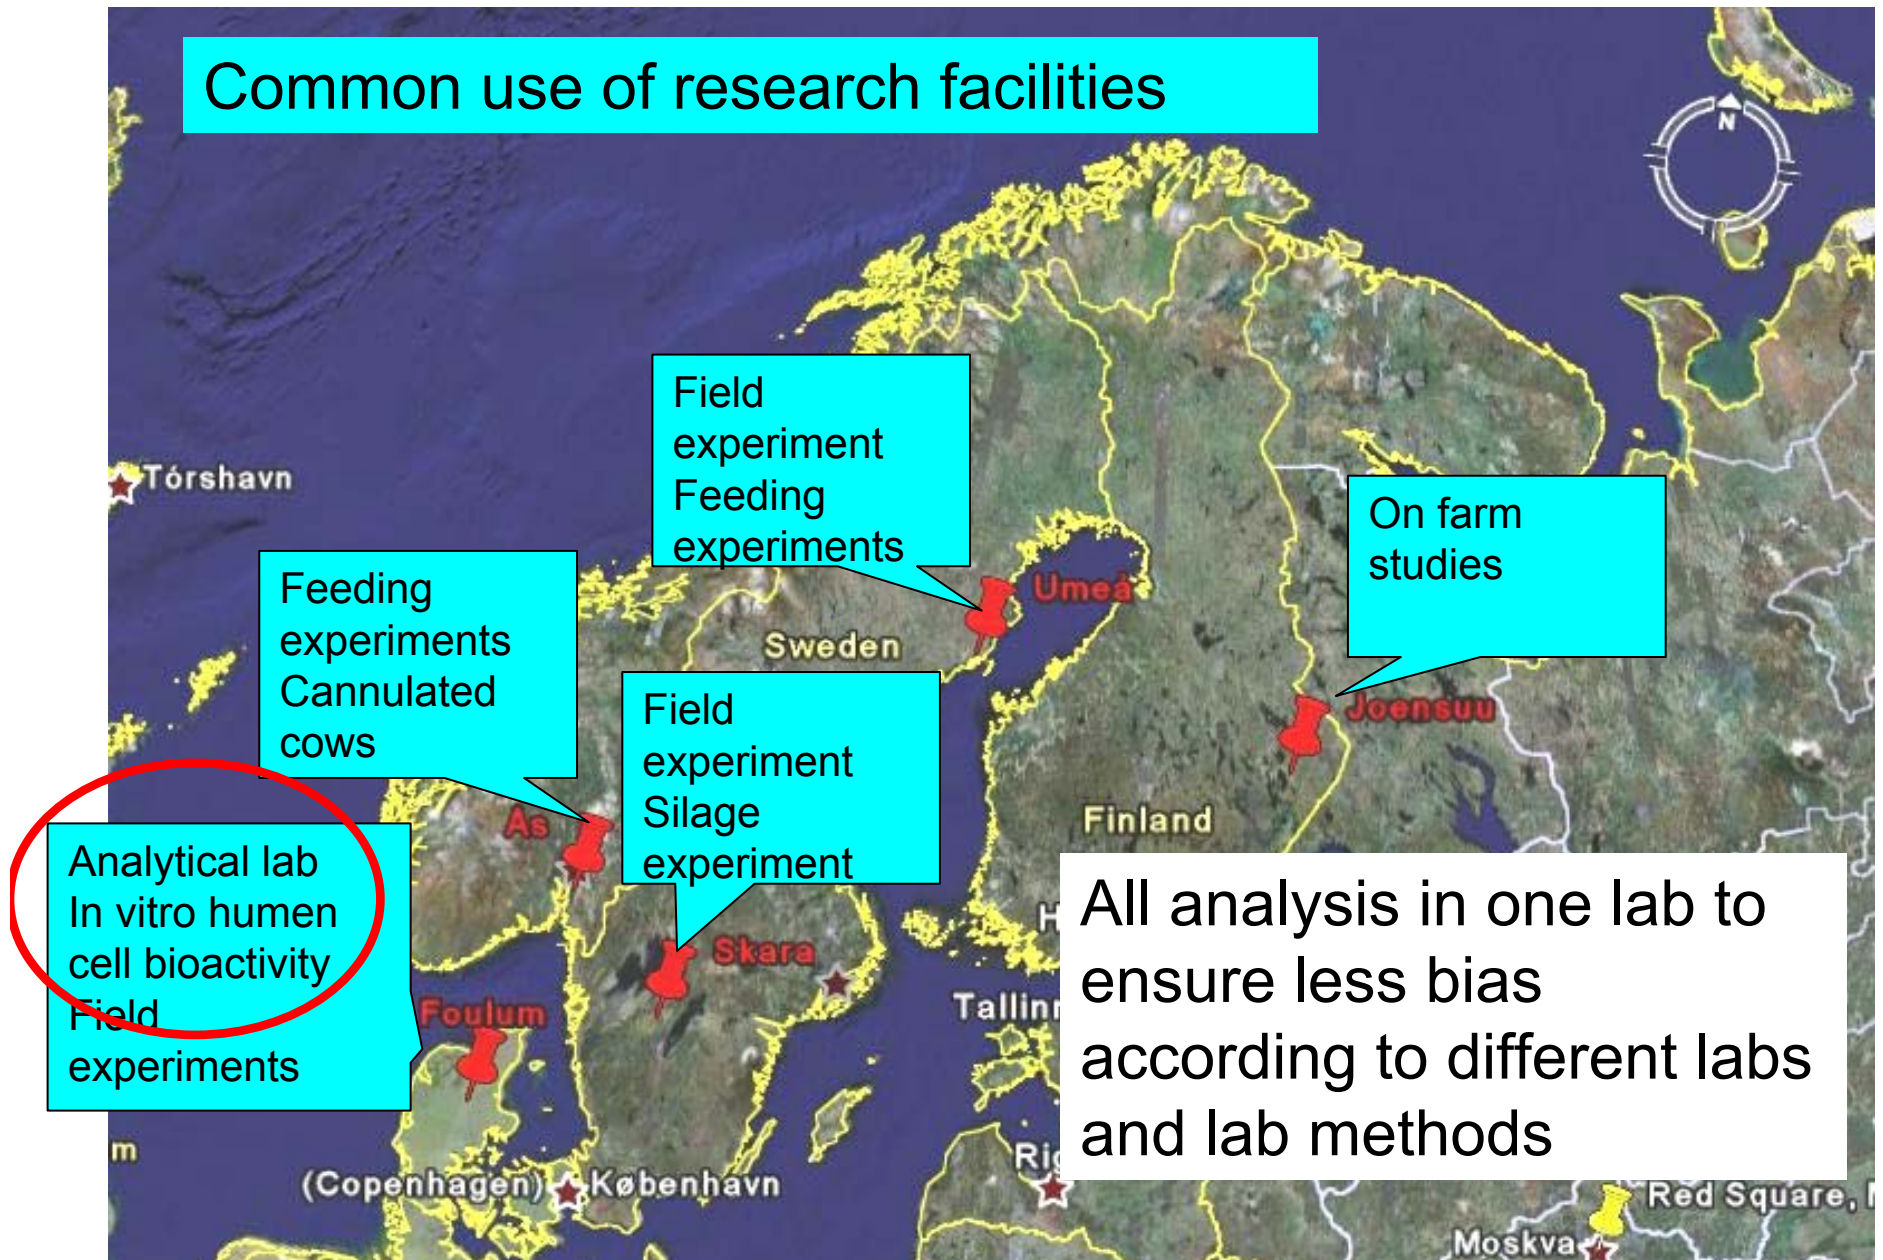 Common use of research facilities
N
Field
experiment
Feeding
experiments
Tórshavn
On farm
studies
Feeding
experiments
Cannulated
cows
Umeå
Sweden
Field
experiment
Silage
experiment
Joensuu
As
Finland
Analytical lab
In vitro humen
cell bioactivity
Field
experiments
All analysis in one lab to
ensure less bias
according to different labs
and lab methods
Skara
Foulum
(Copenhagen)
København
Red Square,
Moskva